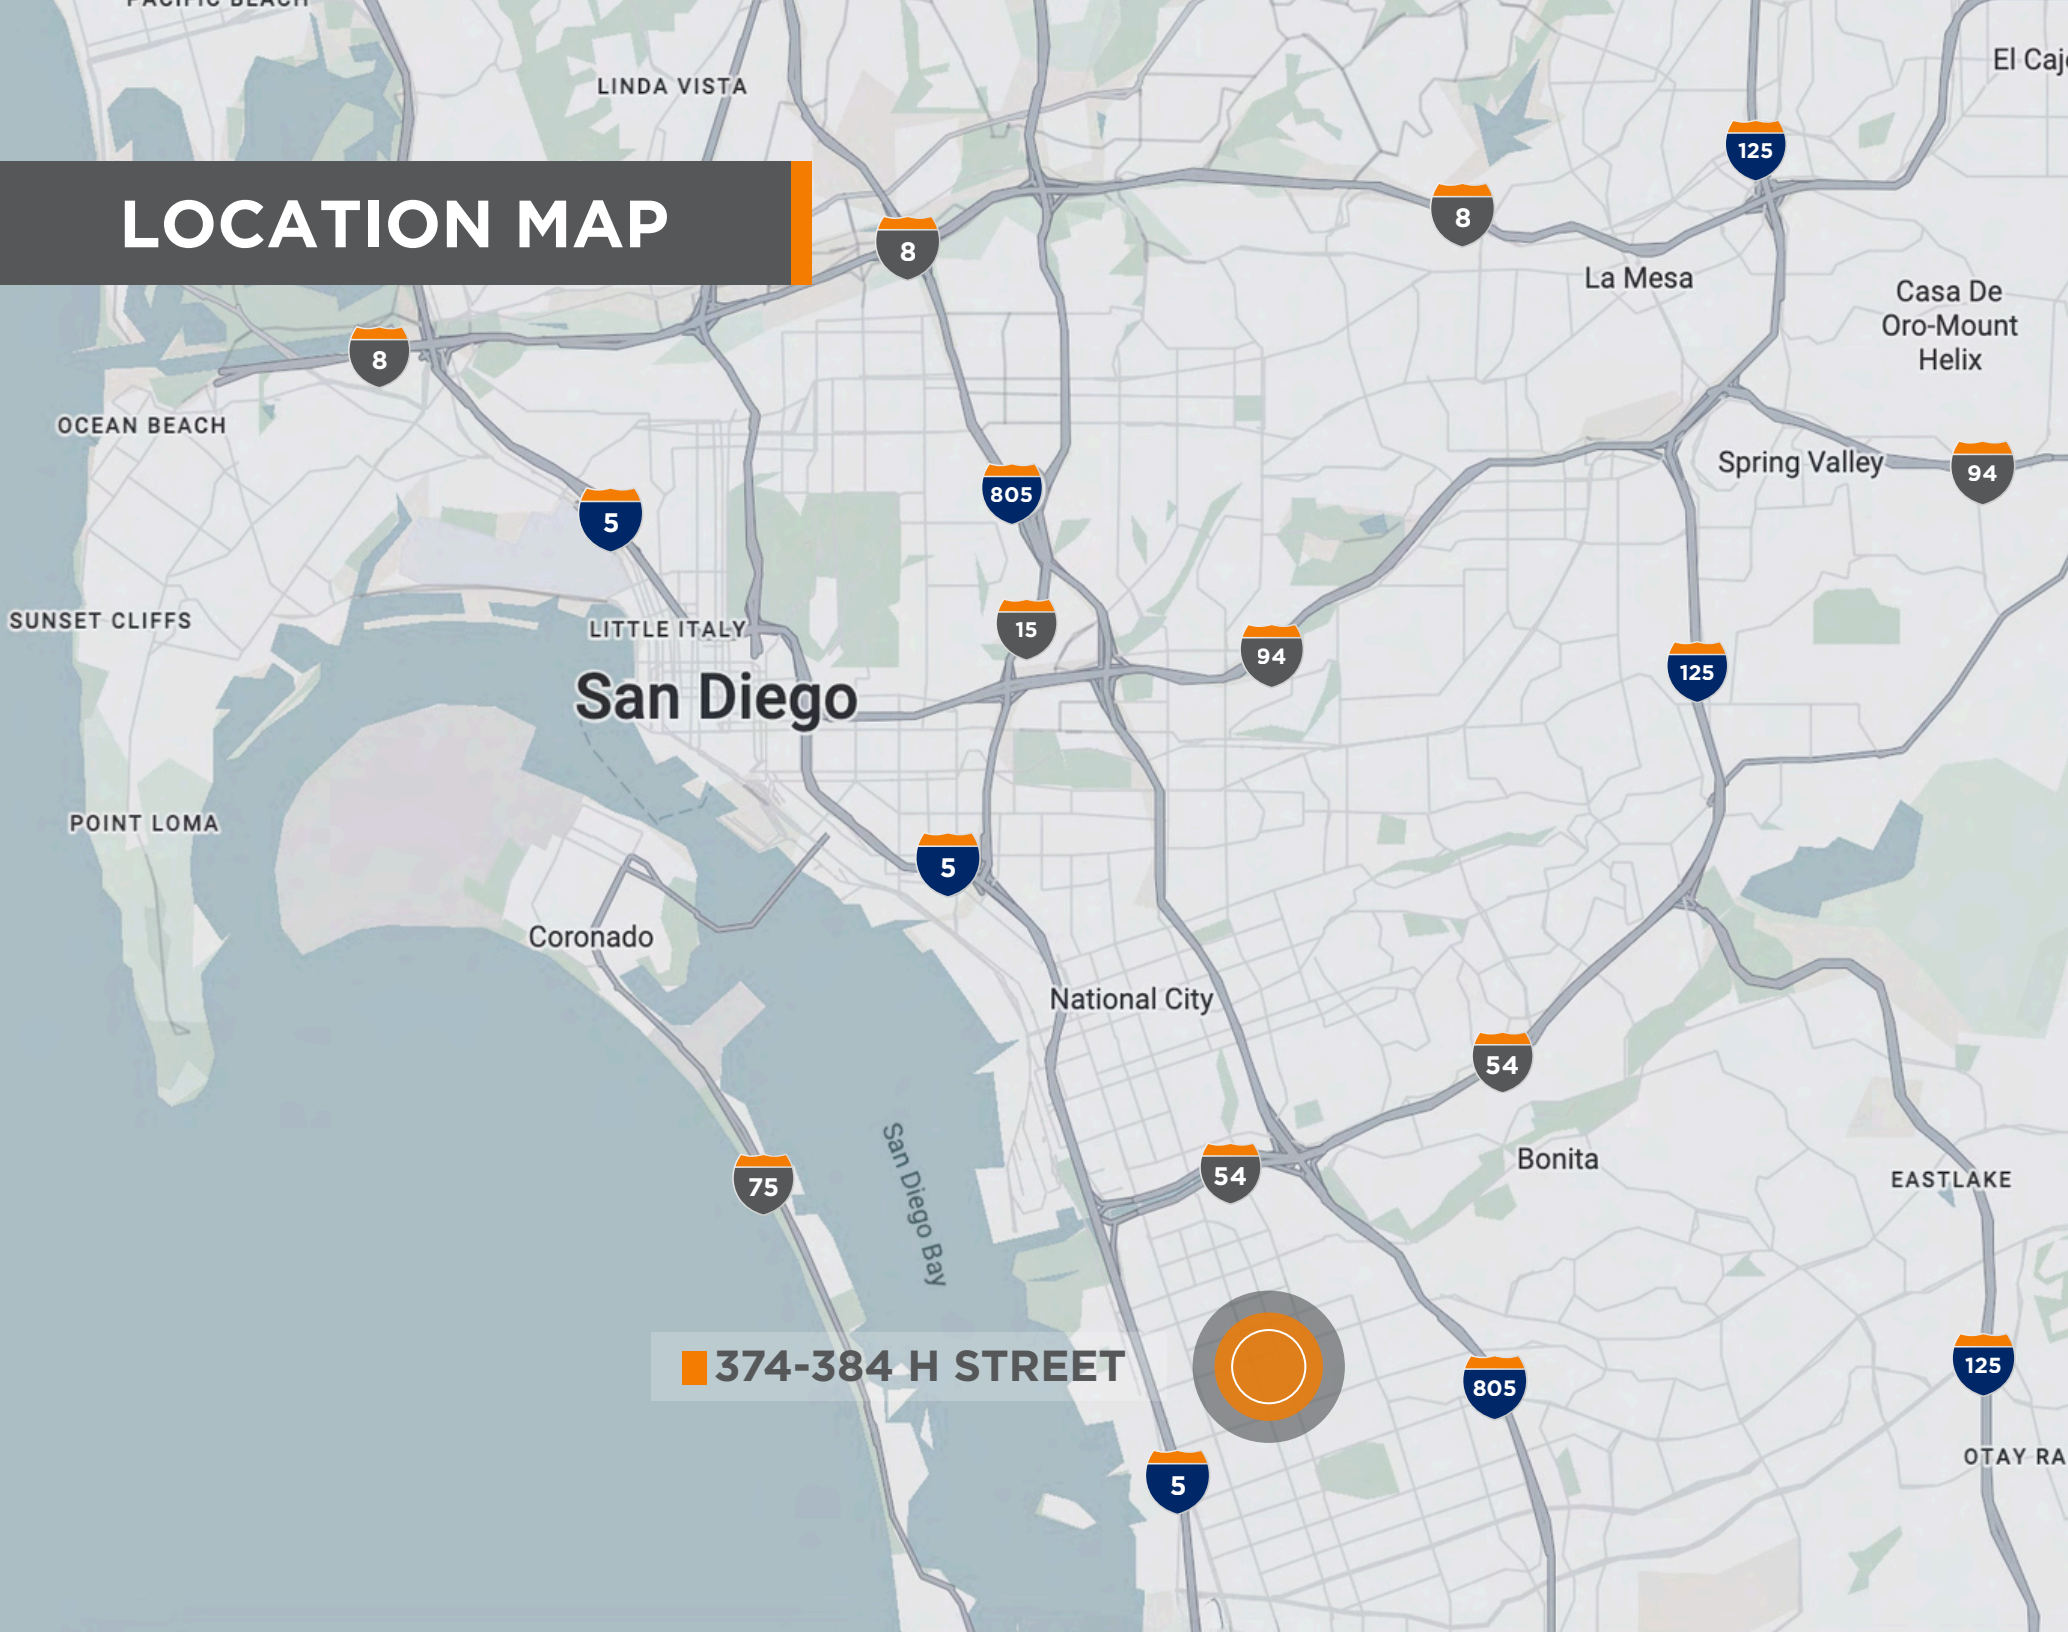 PACIFIC BEACH
LINDA VISTA
El Caj
125
LOCATION MAP
8
8
La Mesa
Casa De
Oro-Mount
Helix
8
OCEAN BEACH
Spring Valley
94
805
5
SUNSET CLIFFS
LITTLE ITALY
15
94
125
San Diego
POINT LOMA
5
Coronado
National City
54
54
Bonita
75
EASTLAKE
San Diego Bay
374-384 H STREET
125
805
OTAY RA
5